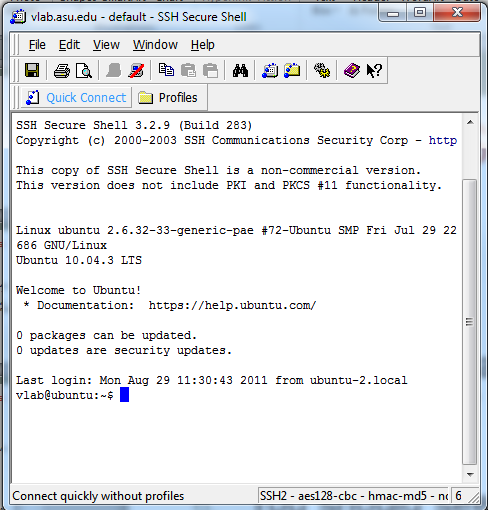 vlab.asu.edu - default - SSH Secure Shell
File Edit View Window Help
Quick Connect Profiles
SSH Secure Shell 3.2.9 (Build 283)
Copyright (c) 2000-2003 SSH Communications Security Corp - http
This copy of SSH Secure Shell is a non-commercial version.
This version does not include PKI and PKCS #11 functionality.
Linux ubuntu 2.6.32-33-generic-pae #72-Ubuntu SMP Fri Jul 29 22
686 GNU/Linux
Ubuntu 10.04.3 LTS
Welcome to Ubuntu!
* Documentation: https://help.ubuntu.com/
0 packages can be updated.
0 updates are security updates.
Last login: Mon Aug 29 11:30:43 2011 from ubuntu-2.local
vlab@ubuntu:~$
Connect quickly without profiles SSH2 - aes128-cbc - hmac-md5 - nc 6